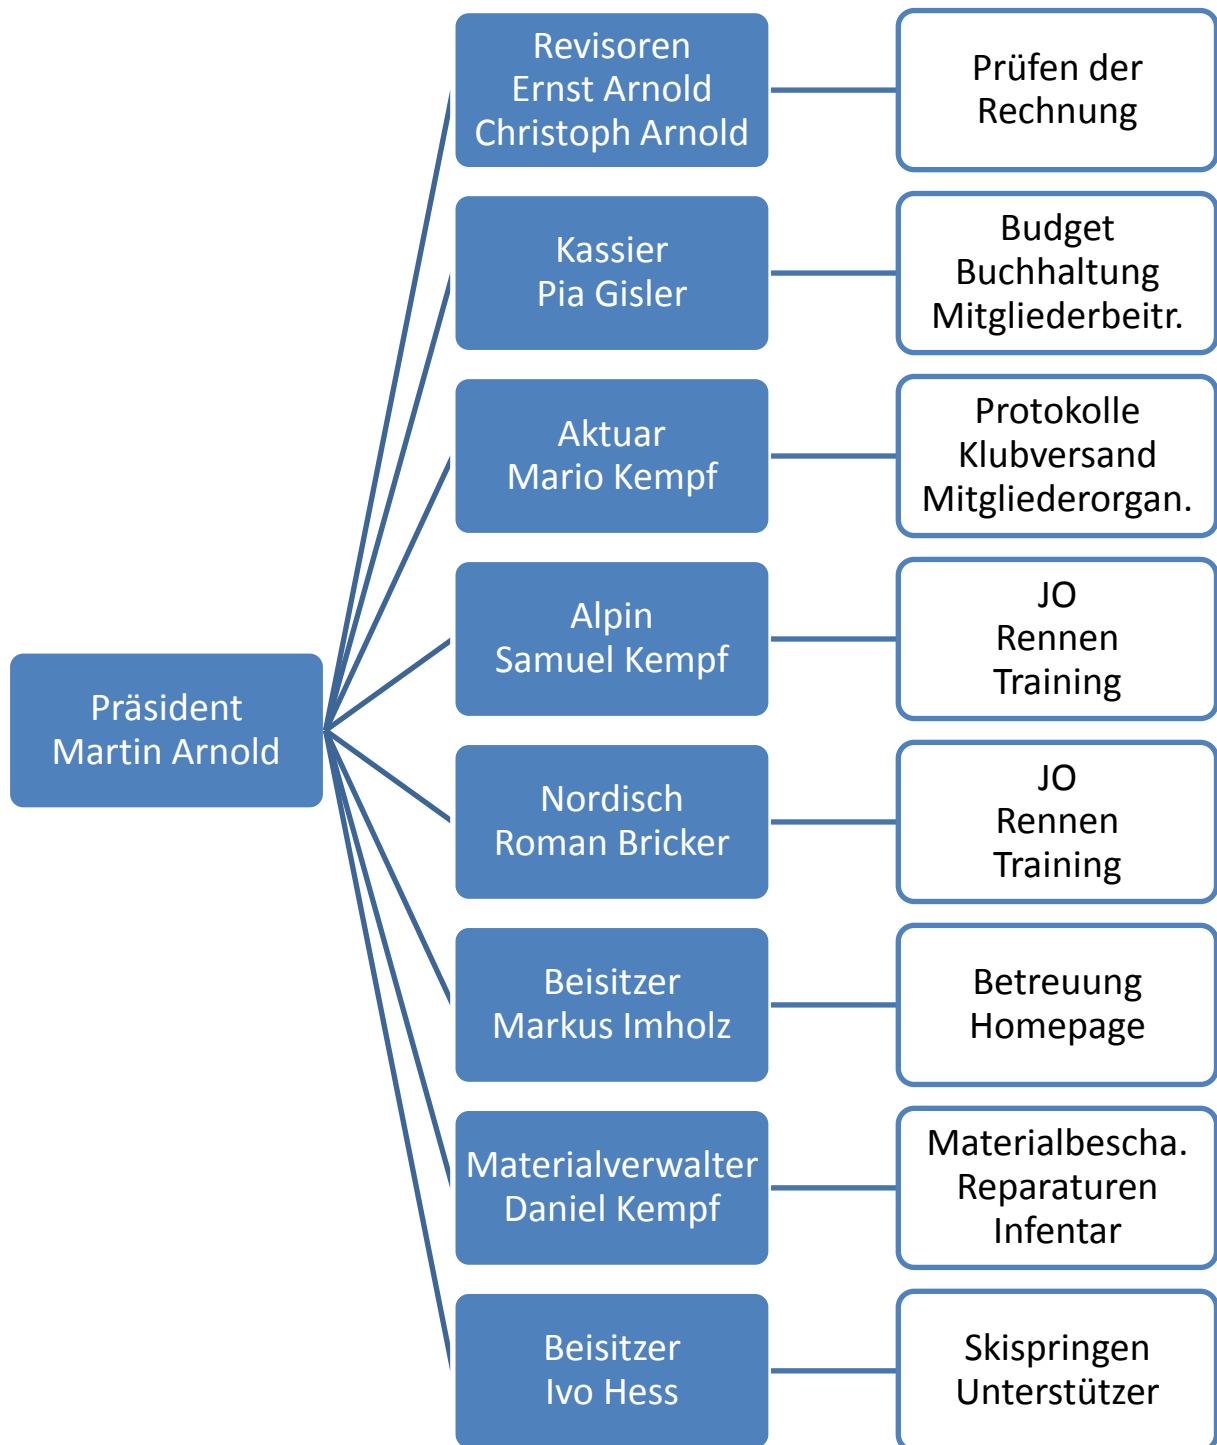 Präsident
Martin Arnold
Revisoren
Ernst Arnold
Christoph Arnold
Prüfen der
Rechnung
Kassier
Pia Gisler
Budget
Buchhaltung
Mitgliederbeitr.
Aktuar
Mario Kempf
Protokolle
Klubversand
Mitgliederorgan.
Alpin
Samuel Kempf
JO
Rennen
Training
Nordisch
Roman Bricker
JO
Rennen
Training
Beisitzer
Markus Imholz
Betreuung
Homepage
Materialverwalter
Daniel Kempf
Materialbescha.
Reparaturen
Infentar
Beisitzer
Ivo Hess
Skispringen
Unterstützer